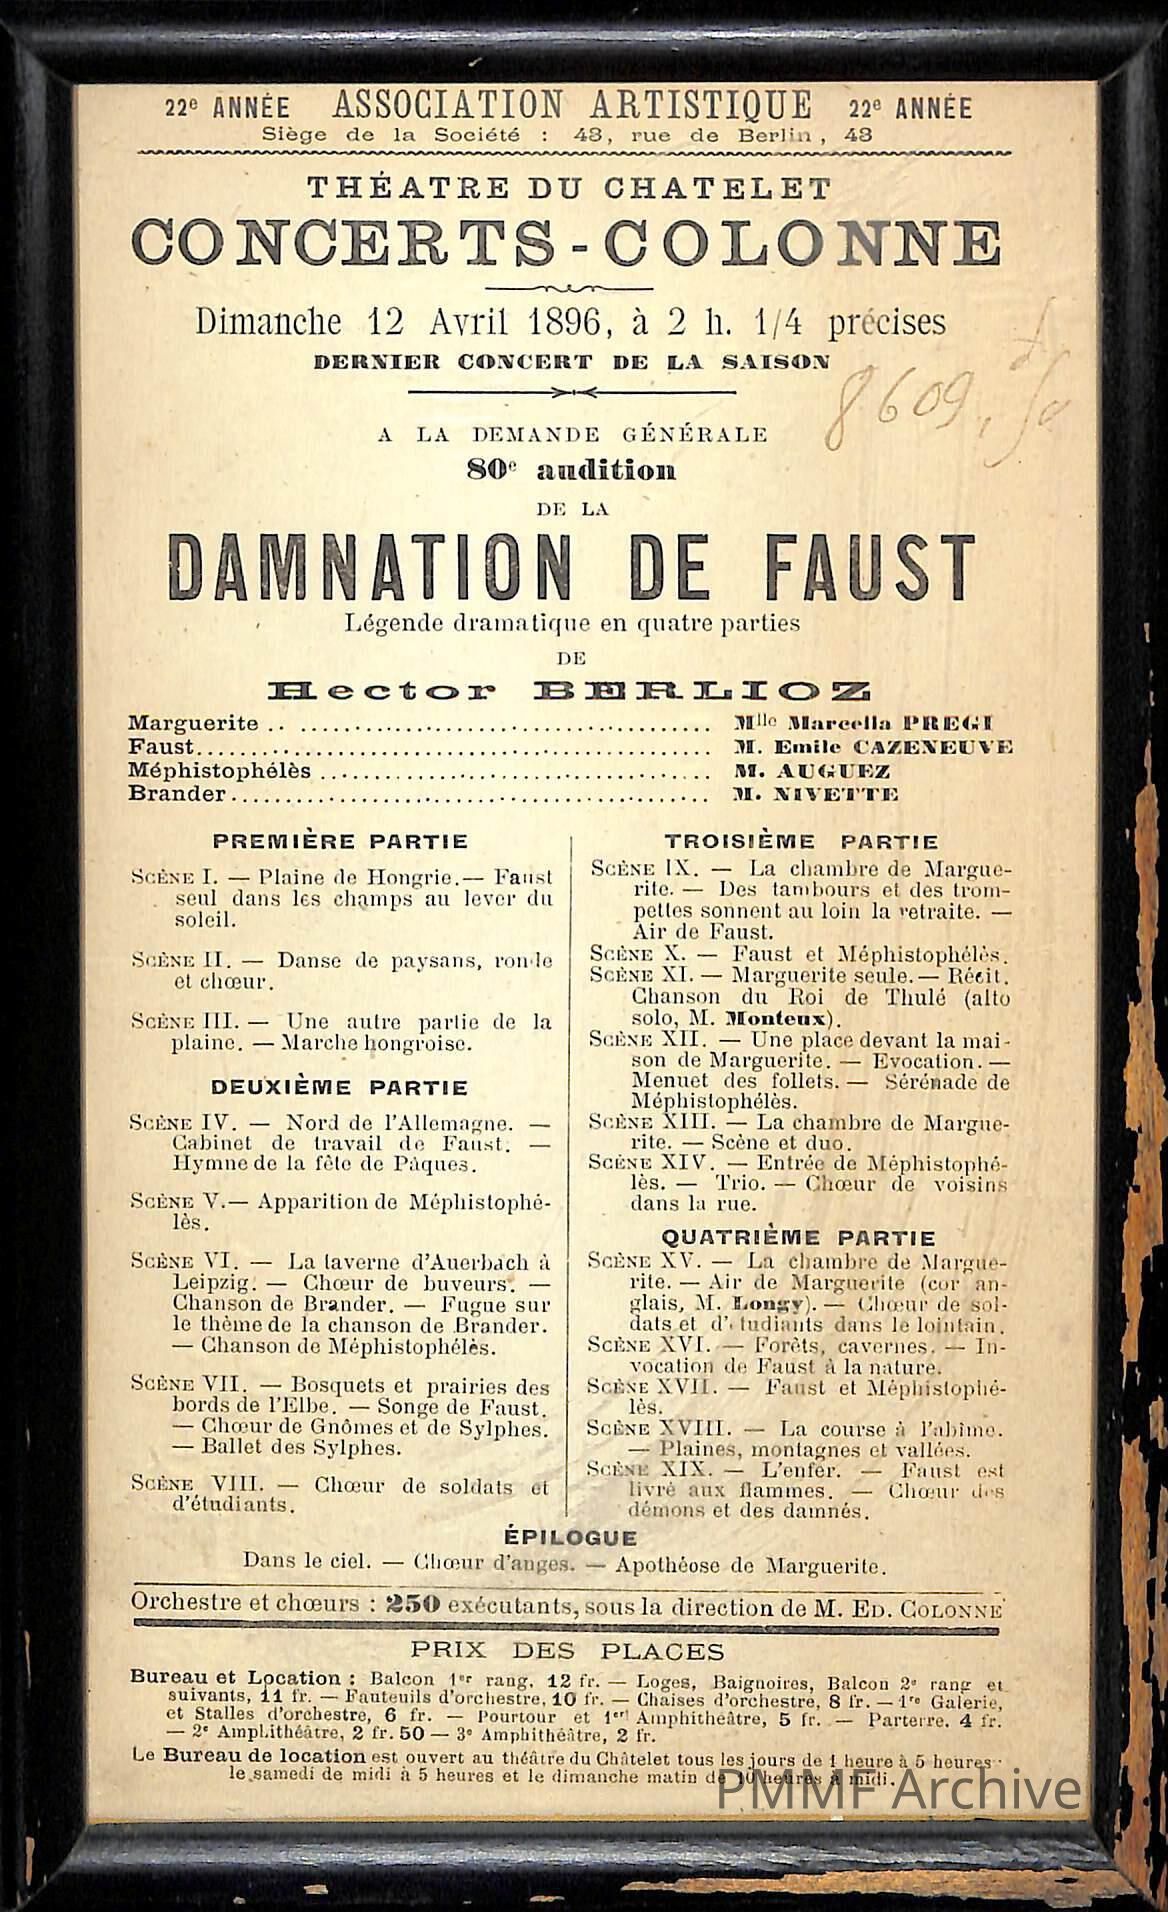 22e ANNÉE ASSOCIATION ARTISTIQUE 22e ANNÉE
Siège de la Société : 43, rue de Berlin, 43
THÉATRE DU CHATELET
CONCERTS-COLONNE
Dimanche 12 Avril 1896, à 2 h. 1/4 précises
DERNIER CONCERT DE LA SAISON
8609,
A LA DEMANDE GÉNÉRALE
80e audition
DE LA
DAMNATION DE FAUST
Légende dramatique en quatre parties
DE
Hector BERLIOZ
Marguerite .. ........................................ Mlle Marcella PREGI
Faust................................................ M. Emile CAZENEUVE
Méphistophélès .................................... M. AUGUEZ
Brander............................................ M. NIVETTE
PREMIÈRE PARTIE
SCÈNE I. — Plaine de Hongrie.— Faust
seul dans les champs au lever du
soleil.
SCÈNE II. — Danse de paysans, ronde
et chœur.
SCÈNE III. — Une autre partie de la
plaine. — Marche hongroise.
DEUXIÈME PARTIE
SCÈNE IV. — Nord de l'Allemagne. —
Cabinet de travail de Faust. —
Hymne de la fête de Pâques.
SCÈNE V.— Apparition de Méphistophé-
lès.
SCÈNE VI. — La taverne d'Auerbach à
Leipzig. — Chœur de buveurs. —
Chanson de Brander. — Fugue sur
le thème de la chanson de Brander.
— Chanson de Méphistophélès.
SCÈNE VII. — Bosquets et prairies des
bords de l'Elbe. — Songe de Faust.
— Chœur de Gnômes et de Sylphes.
— Ballet des Sylphes.
SCÈNE VIII. — Chœur de soldats et
d'étudiants.
TROISIÈME PARTIE
SCÈNE IX. — La chambre de Margue-
rite. — Des tambours et des trom-
pettes sonnent au loin la retraite. —
Air de Faust.
SCÈNE X. — Faust et Méphistophélès.
SCÈNE XI. — Marguerite seule.— Récit.
Chanson du Roi de Thulé (alto
solo, M. Monteux).
SCÈNE XII. — Une place devant la mai-
son de Marguerite. — Evocation. —
Menuet des follets. — Sérénade de
Méphistophélès.
SCÈNE XIII. — La chambre de Margue-
rite. — Scène et duo.
SCÈNE XIV. — Entrée de Méphistophé-
lès. — Trio. — Chœur de voisins
dans la rue.
QUATRIÈME PARTIE
SCÈNE XV. — La chambre de Margue-
rite. — Air de Marguerite (cor an-
glais, M. Longy). — Chœur de sol-
dats et d'étudiants dans le lointain.
SCÈNE XVI. — Forêts, cavernes. — In-
vocation de Faust à la nature.
SCÈNE XVII. — Faust et Méphistophé-
lès.
SCÈNE XVIII. — La course à l'abîme.
— Plaines, montagnes et vallées.
SCÈNE XIX. — L'enfer. — Faust est
livré aux flammes. — Chœur des
démons et des damnés.
ÉPILOGUE
Dans le ciel. — Chœur d'anges. — Apothéose de Marguerite.
Orchestre et chœurs : 250 exécutants, sous la direction de M. ED. COLONNE
PRIX DES PLACES
Bureau et Location : Balcon 1er rang, 12 fr. — Loges, Baignoires, Balcon 2e rang et
suivants, 11 fr. — Fauteuils d'orchestre, 10 fr. — Chaises d'orchestre, 8 fr. — 1re Galerie,
et Stalles d'orchestre, 6 fr. — Pourtour et 1er Amphithéâtre, 5 fr. — Parterre. 4 fr.
— 2e Amphithéâtre, 2 fr. 50 — 3e Amphithéâtre, 2 fr.
Le Bureau de location est ouvert au théâtre du Châtelet tous les jours de 1 heure à 5 heures
le samedi de midi à 5 heures et le dimanche matin de 10 heures à midi.
PMMF Archive